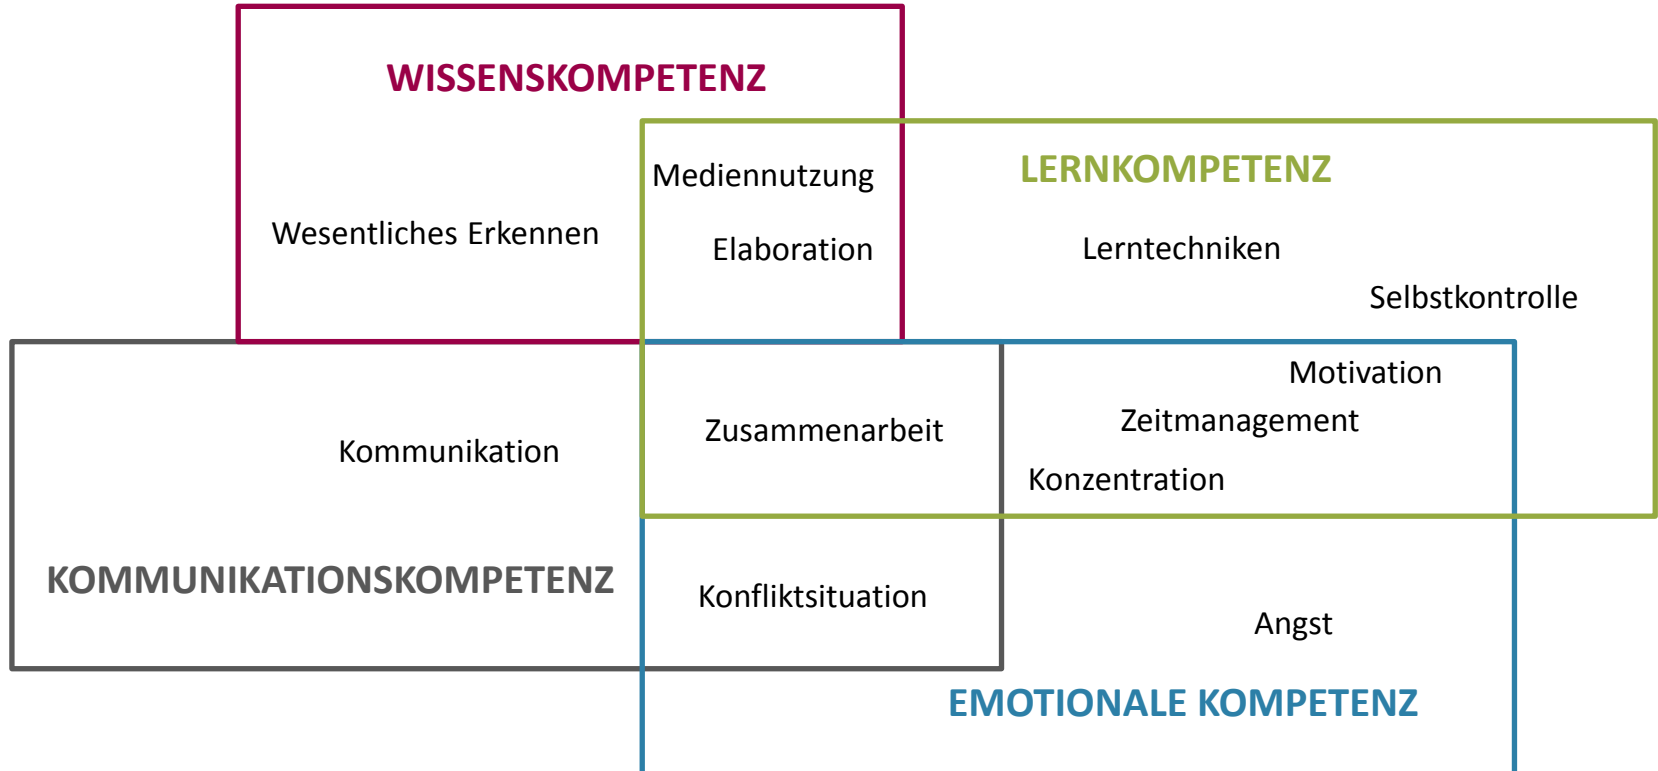 WISSENSKOMPETENZ
Mediennutzung
LERNKOMPETENZ
Wesentliches Erkennen
Elaboration
Lerntechniken
Selbstkontrolle
Motivation
Zusammenarbeit
Zeitmanagement
Kommunikation
Konzentration
KOMMUNIKATIONSKOMPETENZ
Konfliktsituation
Angst
EMOTIONALE KOMPETENZ